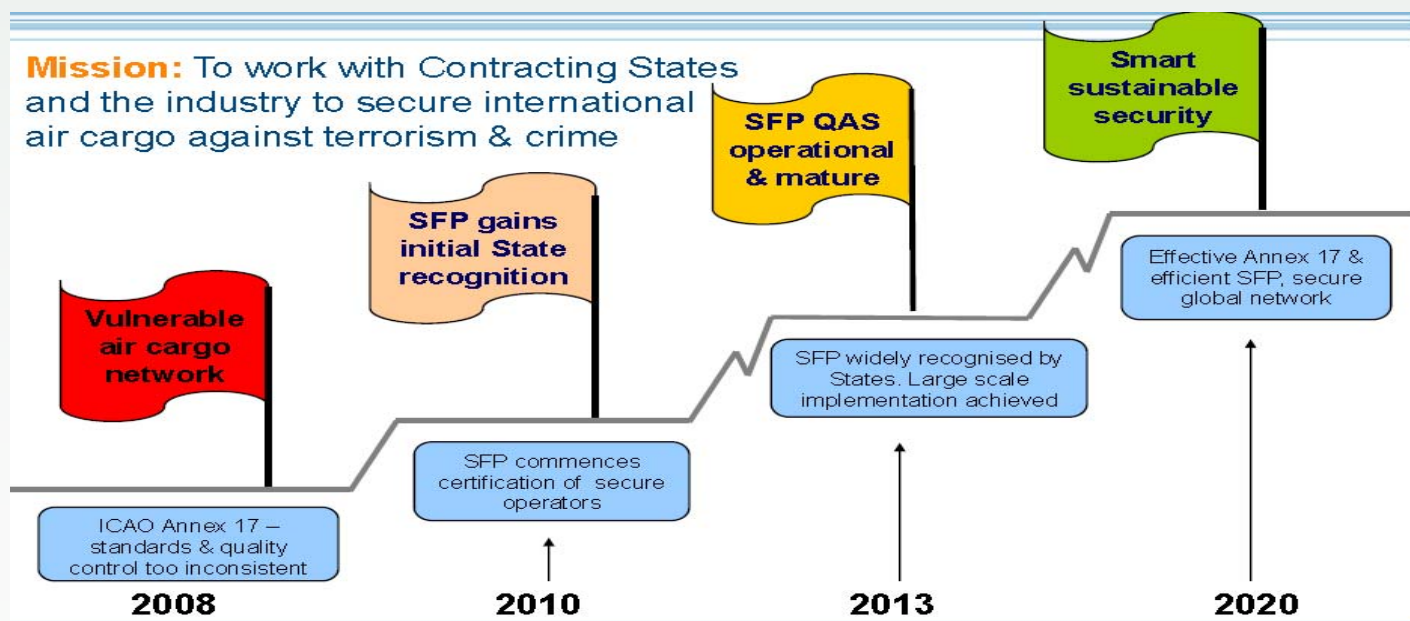 Mission: To work with Contracting States
and the industry to secure international
air cargo against terrorism & crime
Vulnerable
air cargo
network
SFP gains
initial State
recognition
SFP QAS
operational
& mature
Smart
sustainable
security
ICAO Annex 17 –
standards & quality
control too inconsistent
SFP commences
certification of secure
operators
SFP widely recognised by
States. Large scale
implementation achieved
Effective Annex 17 &
efficient SFP, secure
global network
2008
2010
2013
2020